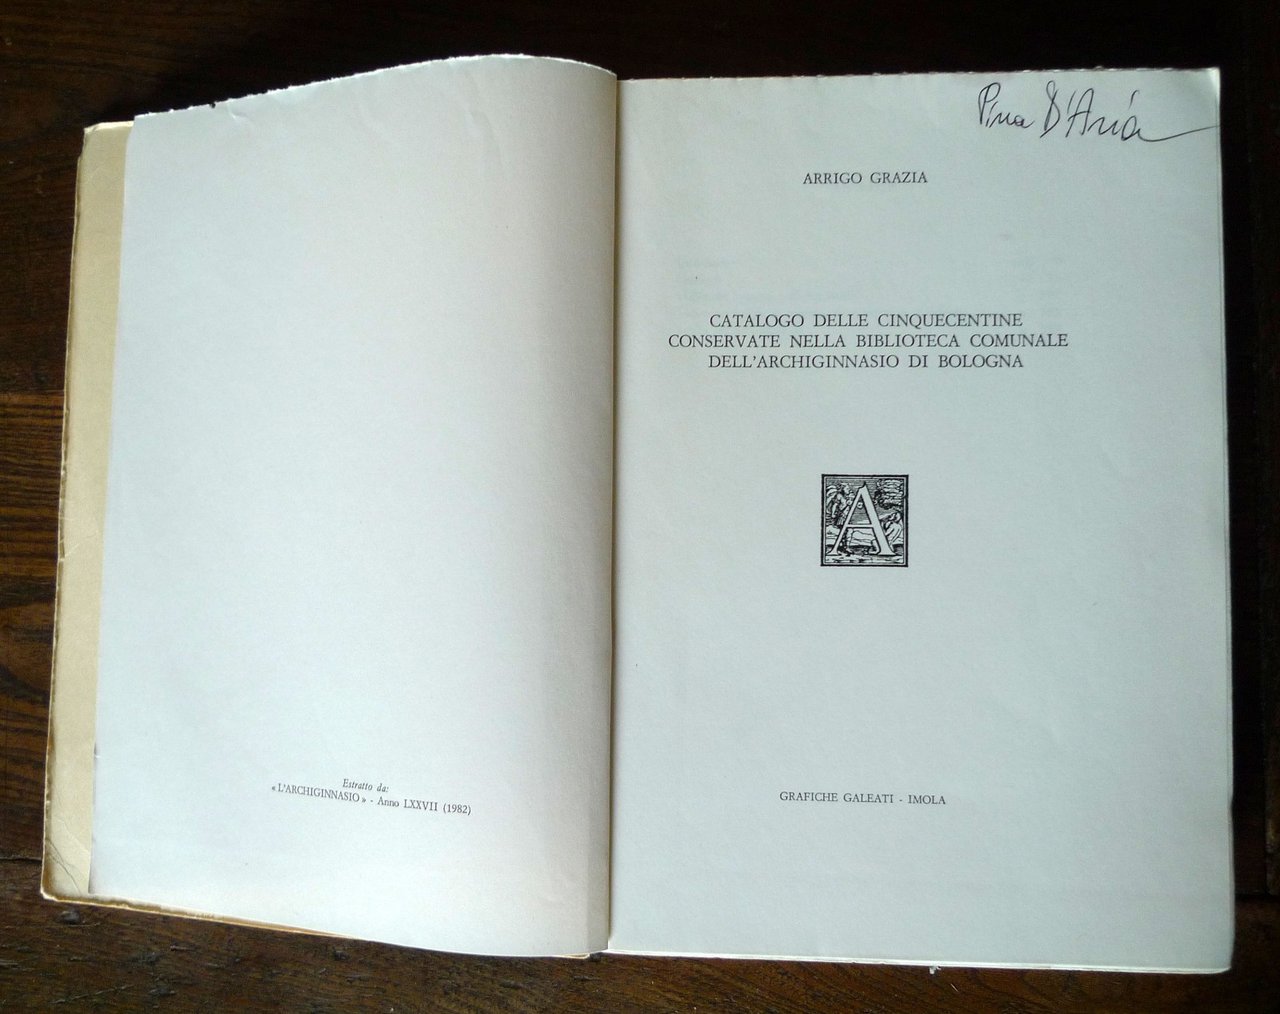 Estratto da:
« L'ARCHIGINNASIO » - Anno LXXVII (1982)
Pina D'Aria
ARRIGO GRAZIA
CATALOGO DELLE CINQUECENTINE
CONSERVATE NELLA BIBLIOTECA COMUNALE
DELL'ARCHIGINNASIO DI BOLOGNA
A
GRAFICHE GALEATI - IMOLA